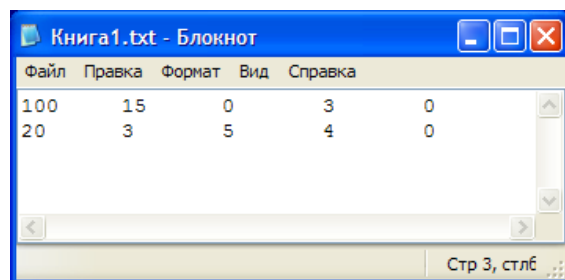 Книга1.txt - Блокнот
Файл Правка Формат Вид Справка
100 15 0 3 0
20 3 5 4 0
Стр 3, стлб